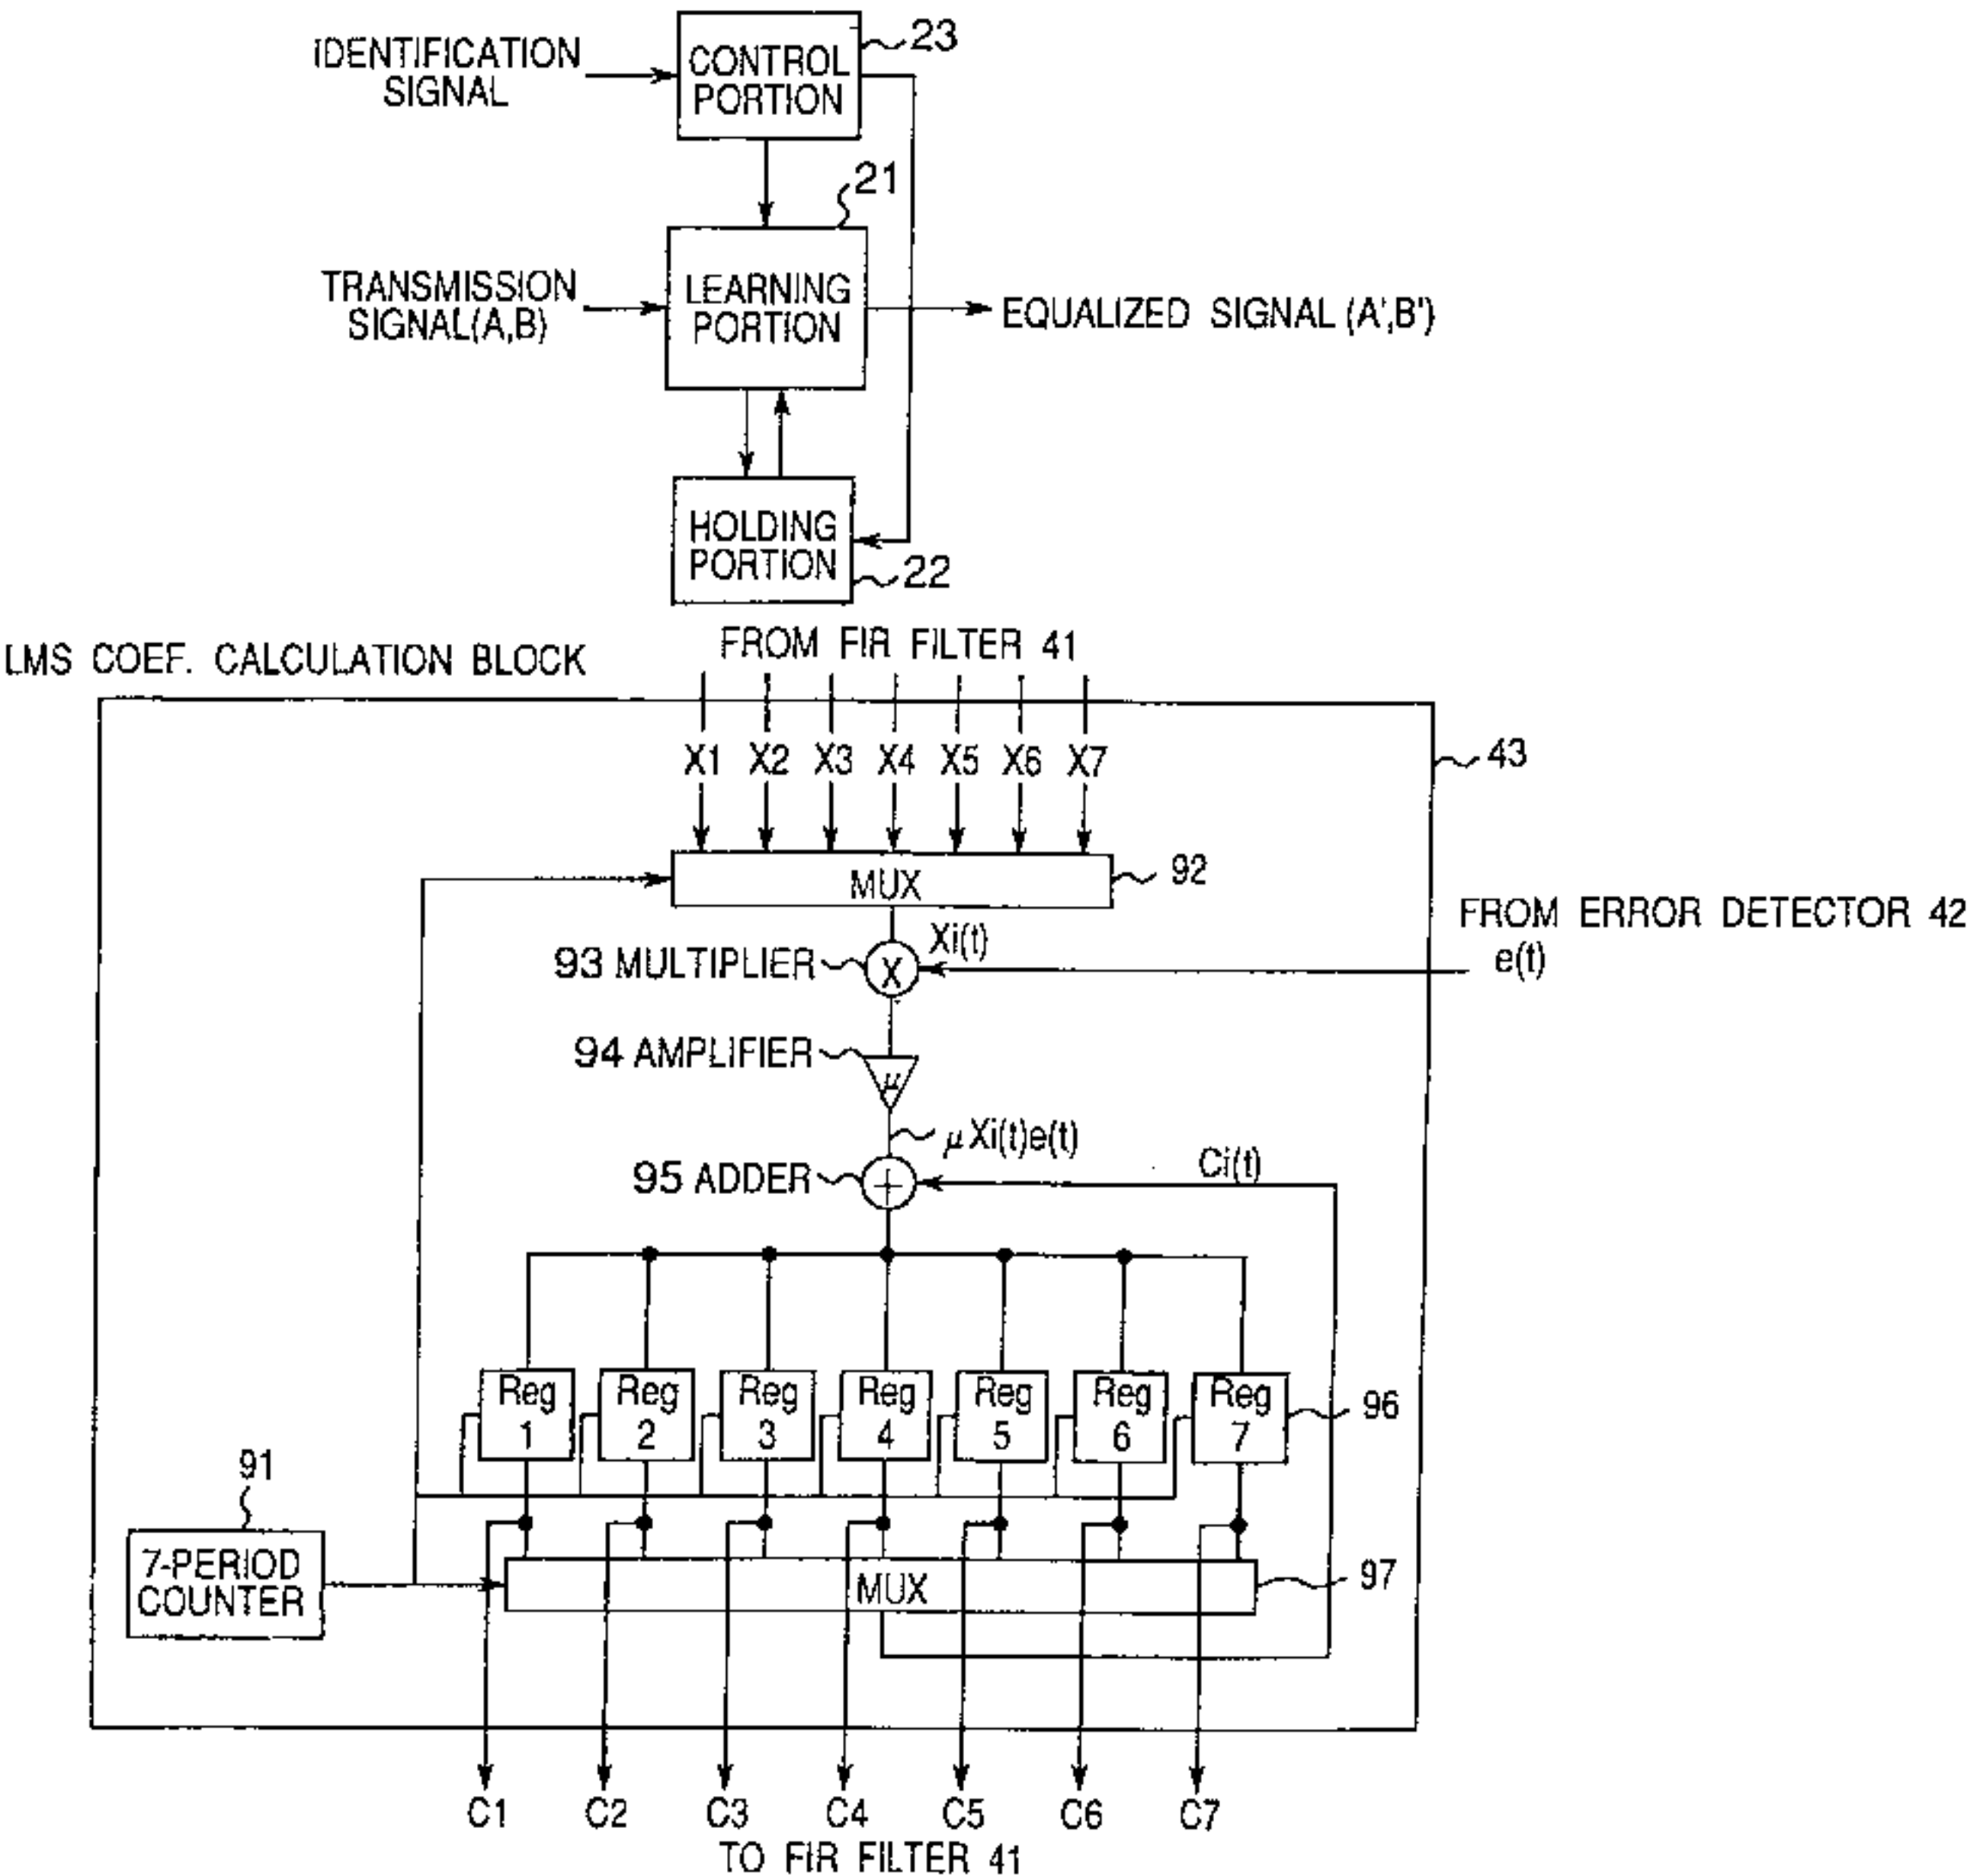 IDENTIFICATION
SIGNAL
CONTROL
PORTION
23
21
TRANSMISSION
SIGNAL(A,B)
LEARNING
PORTION
EQUALIZED SIGNAL (A',B')
HOLDING
PORTION
22
LMS COEF. CALCULATION BLOCK
FROM FIR FILTER 41
X1 X2 X3 X4 X5 X6 X7
43
MUX
92
FROM ERROR DETECTOR 42
e(t)
Xi(t)
93 MULTIPLIER
X
94 AMPLIFIER
μ
μXi(t)e(t)
95 ADDER
+
Ci(t)
Reg
1
Reg
2
Reg
3
Reg
4
Reg
5
Reg
6
Reg
7
96
91
7-PERIOD
COUNTER
MUX
97
C1 C2 C3 C4 C5 C6 C7
TO FIR FILTER 41